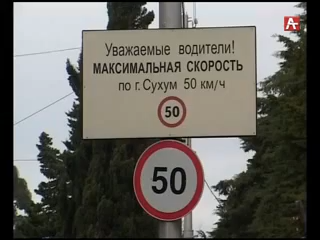 Уважаемые водители!
МАКСИМАЛЬНАЯ СКОРОСТЬ
по г. Сухум 50 км/ч
50
50